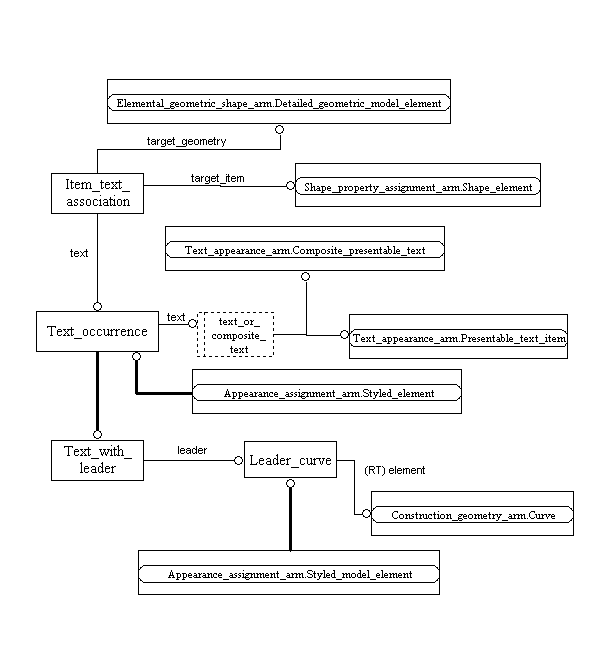 Elemental_geometric_shape_arm.Detailed_geometric_model_element
target_geometry
Item_text_
association
target_item
Shape_property_assignment_arm.Shape_element
text
Text_appearance_arm.Composite_presentable_text
Text_occurrence
text
text_or_
composite_
text
Text_appearance_arm.Presentable_text_item
Appearance_assignment_arm.Styled_element
Text_with_
leader
leader
Leader_curve
(RT) element
Construction_geometry_arm.Curve
Appearance_assignment_arm.Styled_model_element